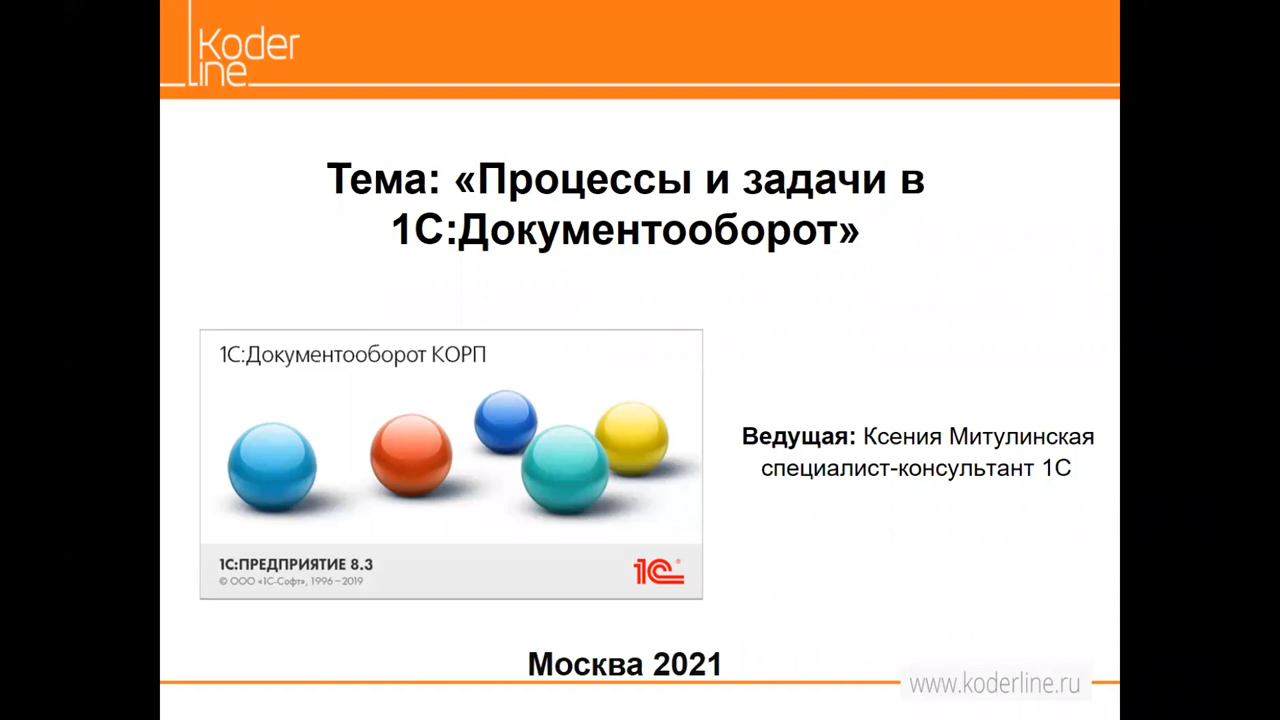 Koder
line
Тема: «Процессы и задачи в
1С:Документооборот»
1С:Документооборот КОРП
Ведущая: Ксения Митулинская
специалист-консультант 1С
1С:ПРЕДПРИЯТИЕ 8.3
© ООО «1С-Софт», 1996–2019
1С®
Москва 2021
www.koderline.ru